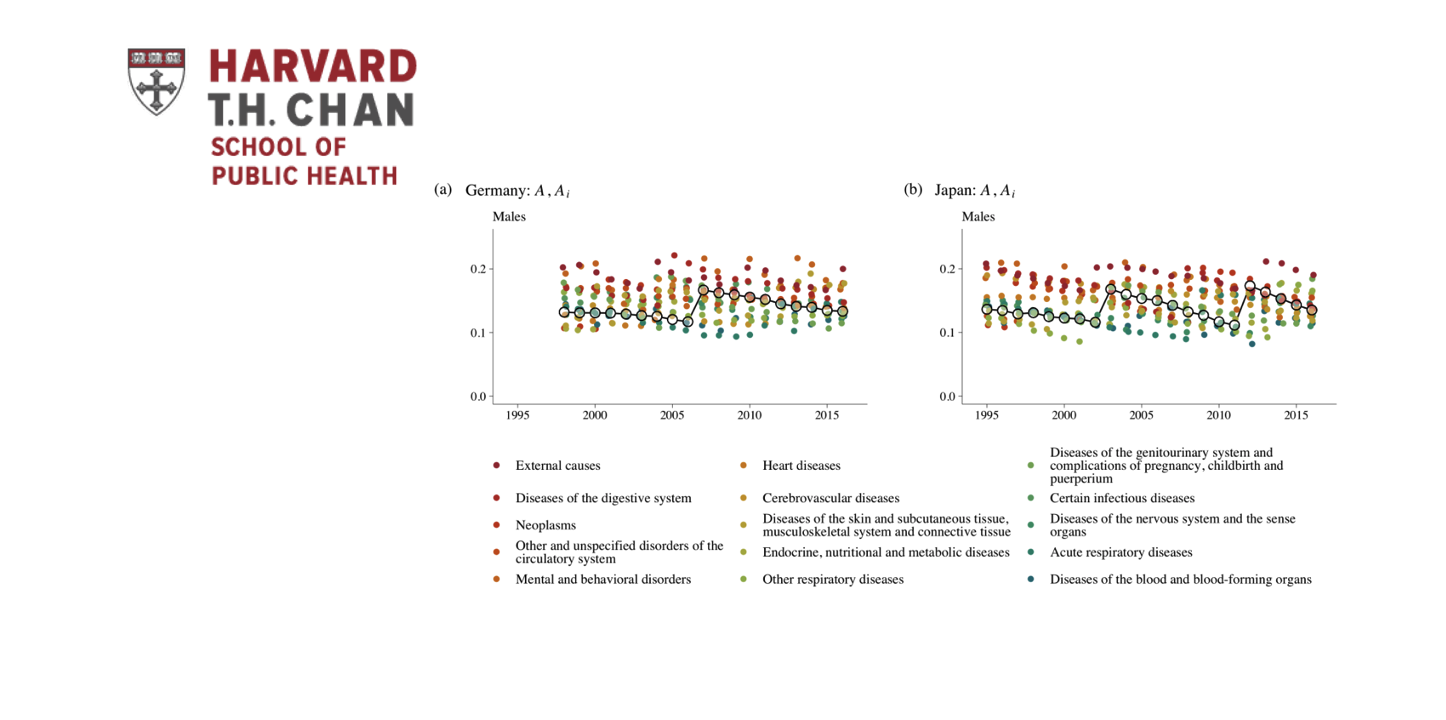 HARVARD
T.H. CHAN
SCHOOL OF
PUBLIC HEALTH
(a) Germany: A , A i
Males
0.2
0.1
0.0
1995 2000 2005 2010 2015
(b) Japan: A , A i
Males
0.2
0.1
0.0
1995 2000 2005 2010 2015
External causes
Diseases of the digestive system
Neoplasms
Other and unspecified disorders of the
circulatory system
Mental and behavioral disorders
Heart diseases
Cerebrovascular diseases
Diseases of the skin and subcutaneous tissue,
musculoskeletal system and connective tissue
Endocrine, nutritional and metabolic diseases
Other respiratory diseases
Diseases of the genitourinary system and
complications of pregnancy, childbirth and
puerperium
Certain infectious diseases
Diseases of the nervous system and the sense
organs
Acute respiratory diseases
Diseases of the blood and blood-forming organs